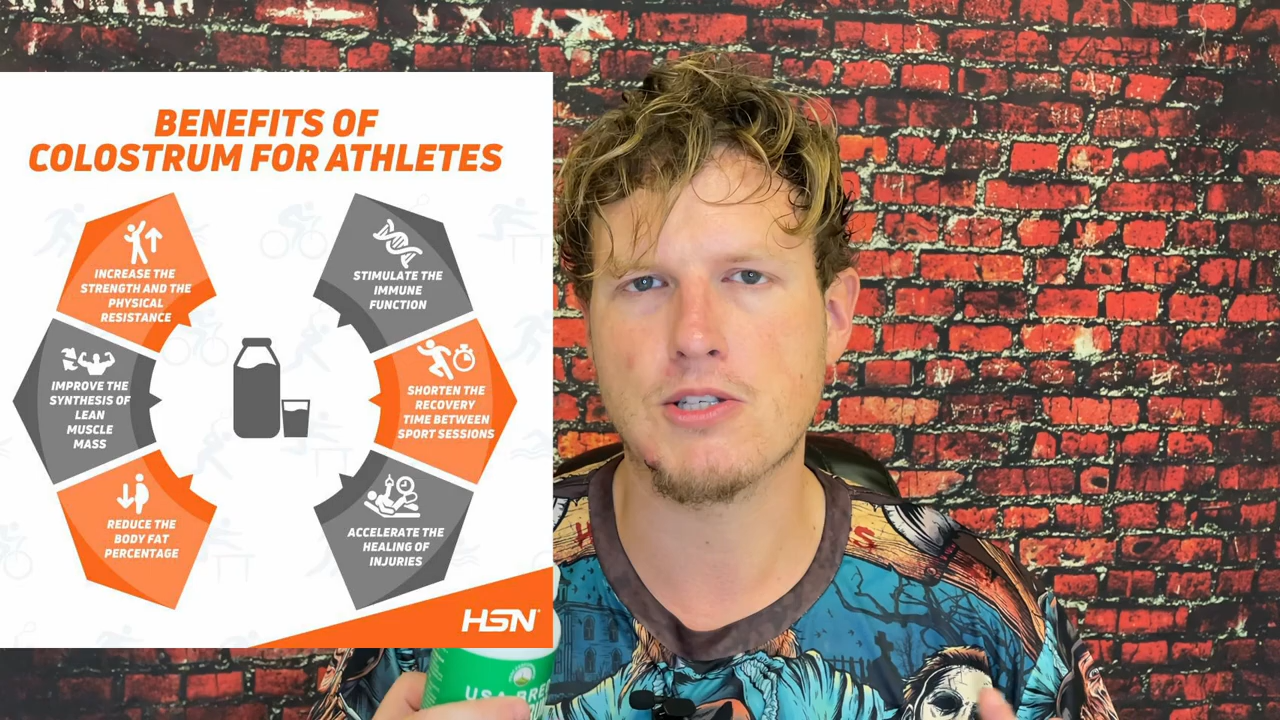 BENEFITS OF
COLOSTRUM FOR ATHLETES
INCREASE THE
STRENGTH AND THE
PHYSICAL
RESISTANCE
STIMULATE THE
IMMUNE
FUNCTION
IMPROVE THE
SYNTHESIS OF
LEAN
MUSCLE
MASS
SHORTEN THE
RECOVERY
TIME BETWEEN
SPORT SESSIONS
REDUCE THE
BODY FAT
PERCENTAGE
ACCELERATE THE
HEALING OF
INJURIES
HSN
USA